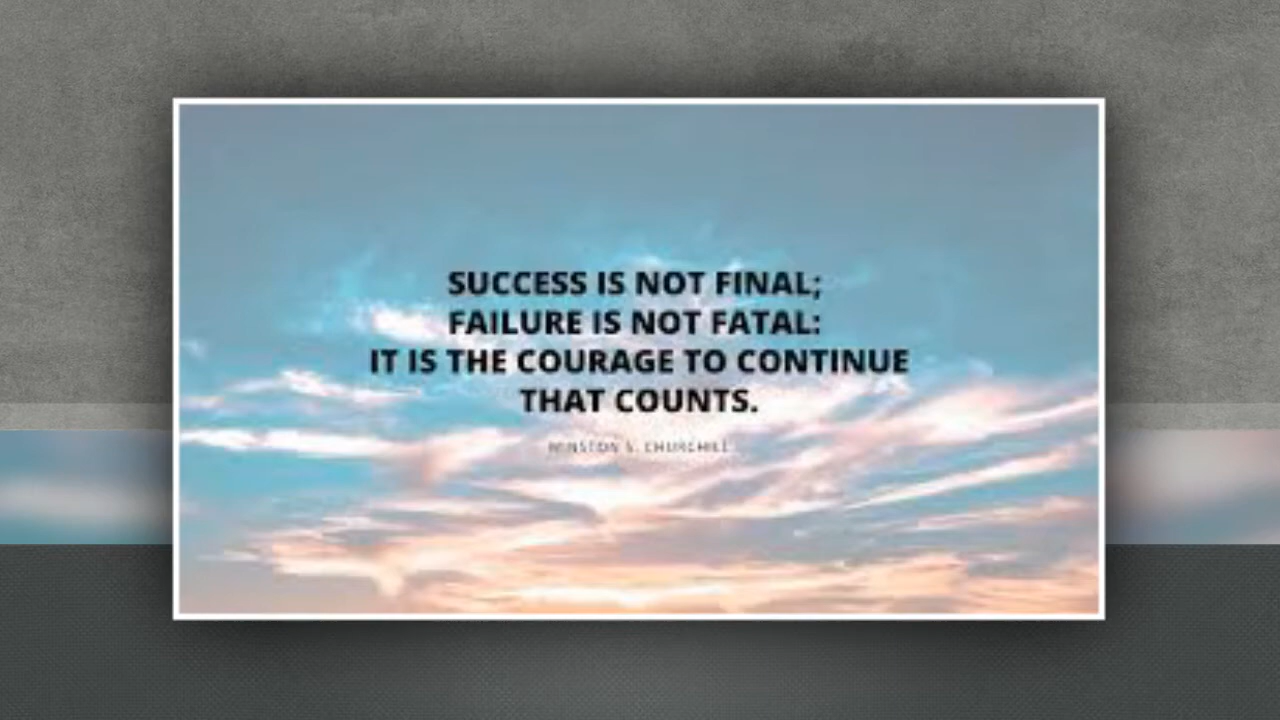 SUCCESS IS NOT FINAL;
FAILURE IS NOT FATAL:
IT IS THE COURAGE TO CONTINUE
THAT COUNTS.
WINSTON S. CHURCHILL